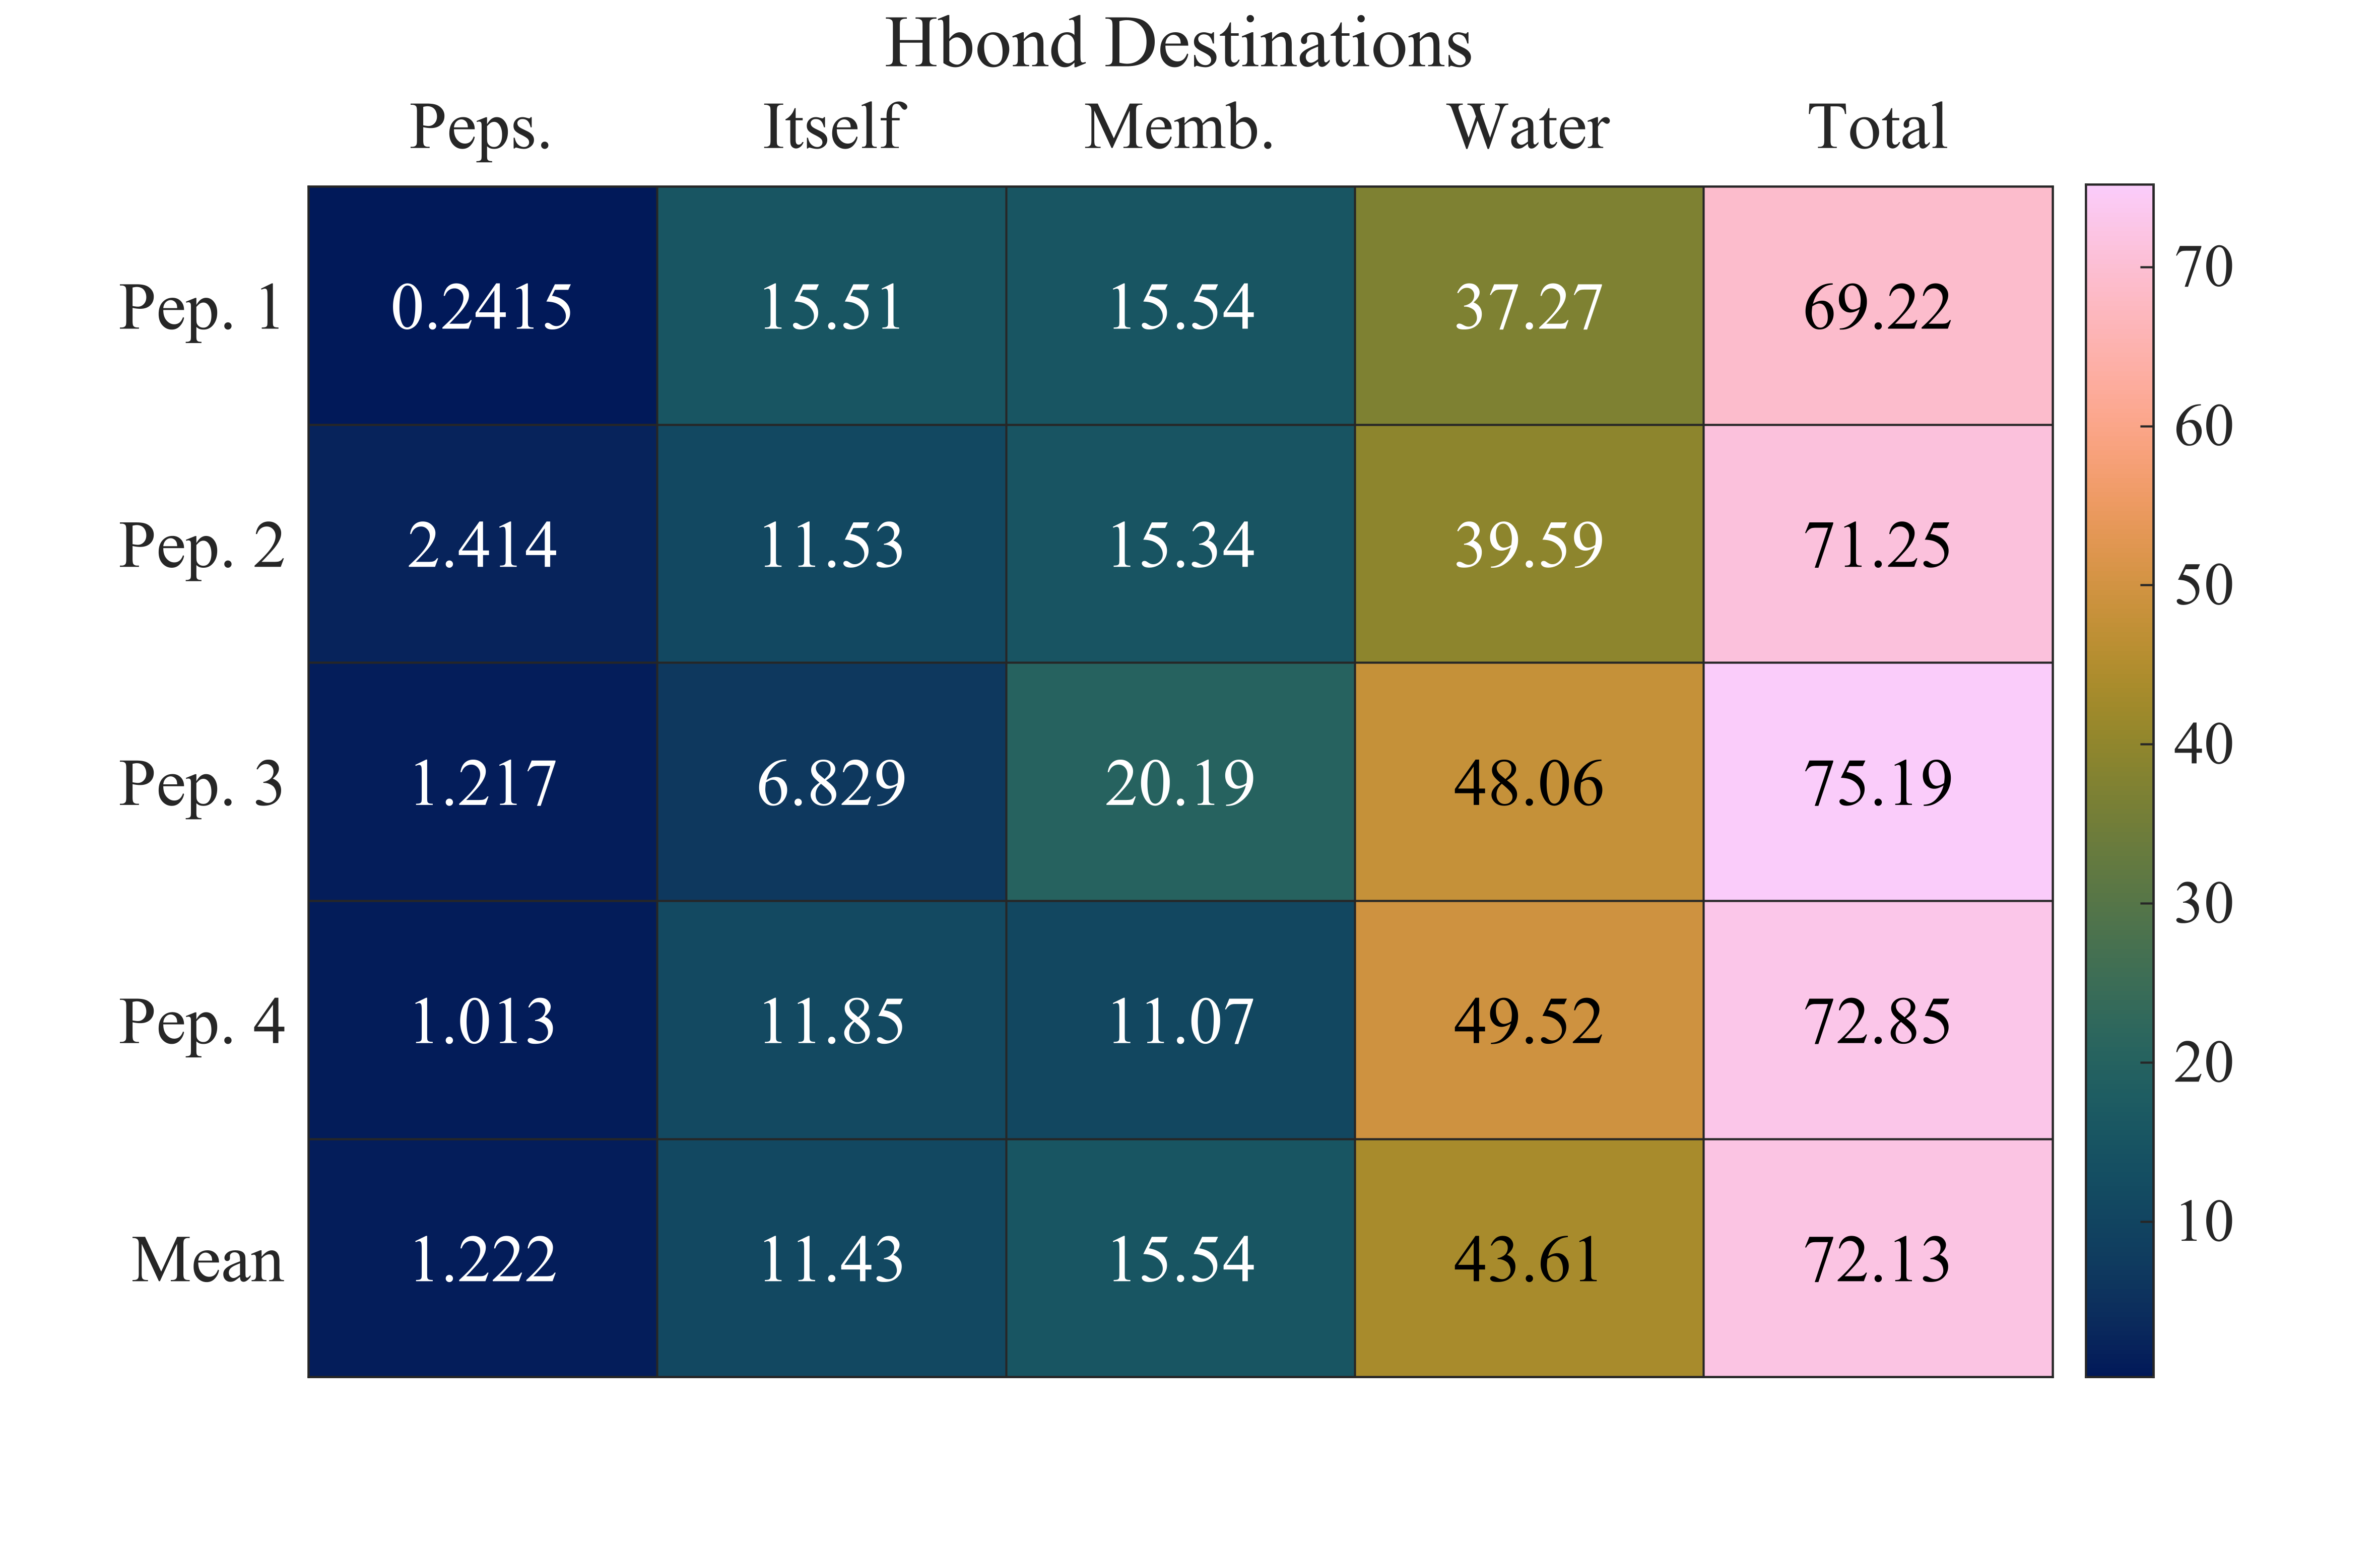 Hbond Destinations
Peps. Itself Memb. Water Total
Pep. 1 0.2415 15.51 15.54 37.27 69.22
Pep. 2 2.414 11.53 15.34 39.59 71.25
Pep. 3 1.217 6.829 20.19 48.06 75.19
Pep. 4 1.013 11.85 11.07 49.52 72.85
Mean 1.222 11.43 15.54 43.61 72.13
70
60
50
40
30
20
10